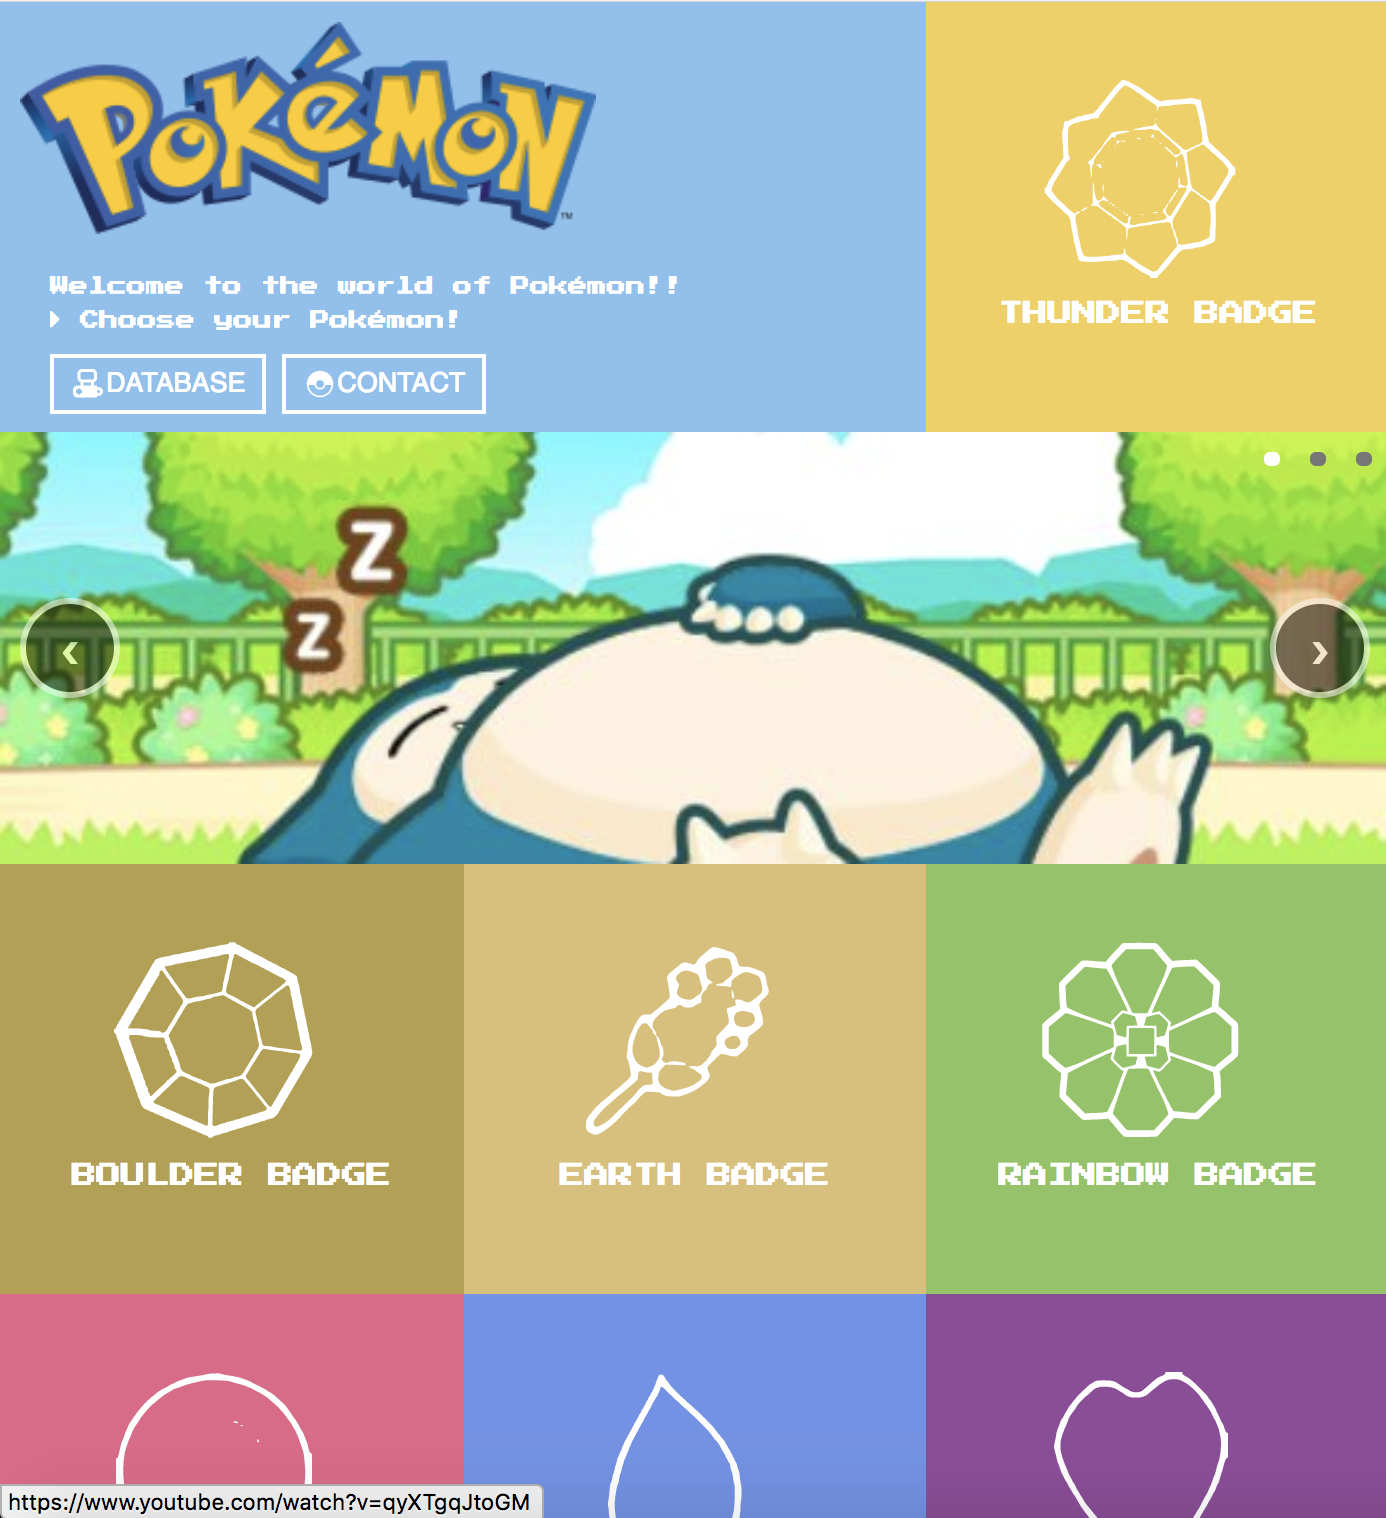 POKéMON
™
Welcome to the world of Pokémon!!
Choose your Pokémon!
DATABASE
CONTACT
THUNDER BADGE
Z
Z
BOULDER BADGE
EARTH BADGE
RAINBOW BADGE
https://www.youtube.com/watch?v=qyXTgqJtoGM